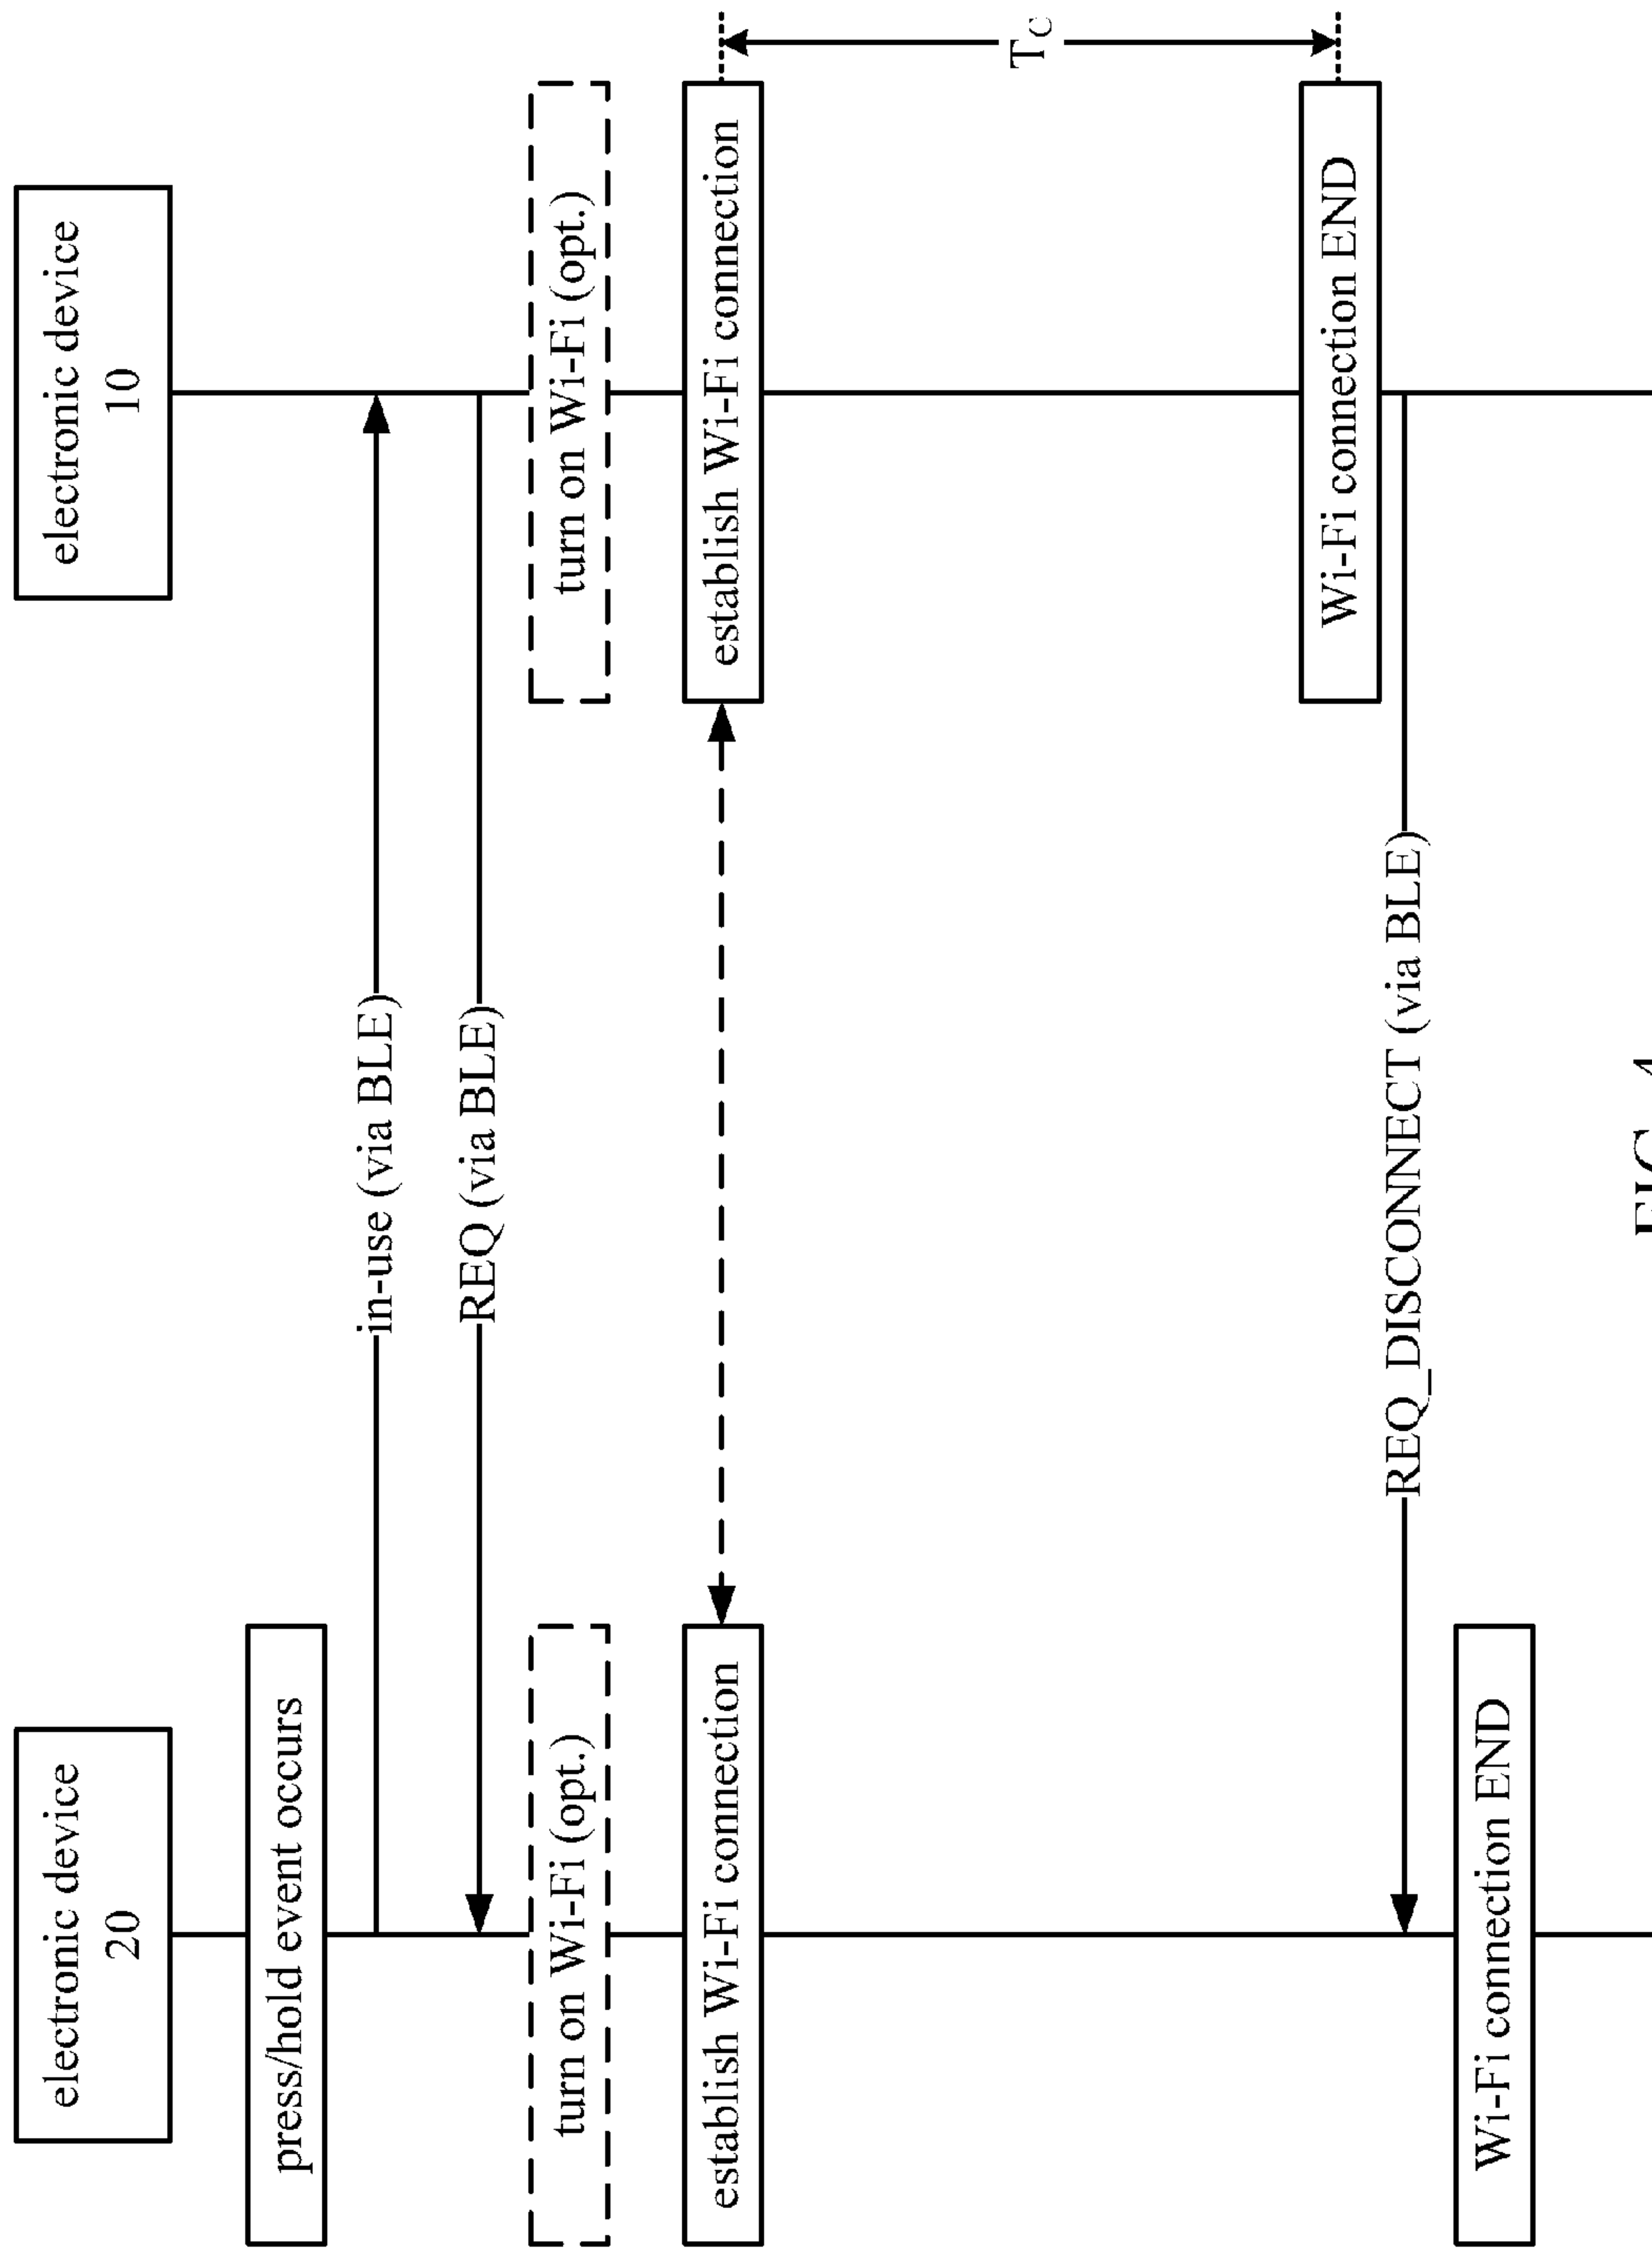 electronic device
20
electronic device
10
press/hold event occurs
in-use (via BLE)
REQ (via BLE)
turn on Wi-Fi (opt.)
turn on Wi-Fi (opt.)
establish Wi-Fi connection
establish Wi-Fi connection
TC
Wi-Fi connection END
REQ_DISCONNECT (via BLE)
Wi-Fi connection END
FIG. 4